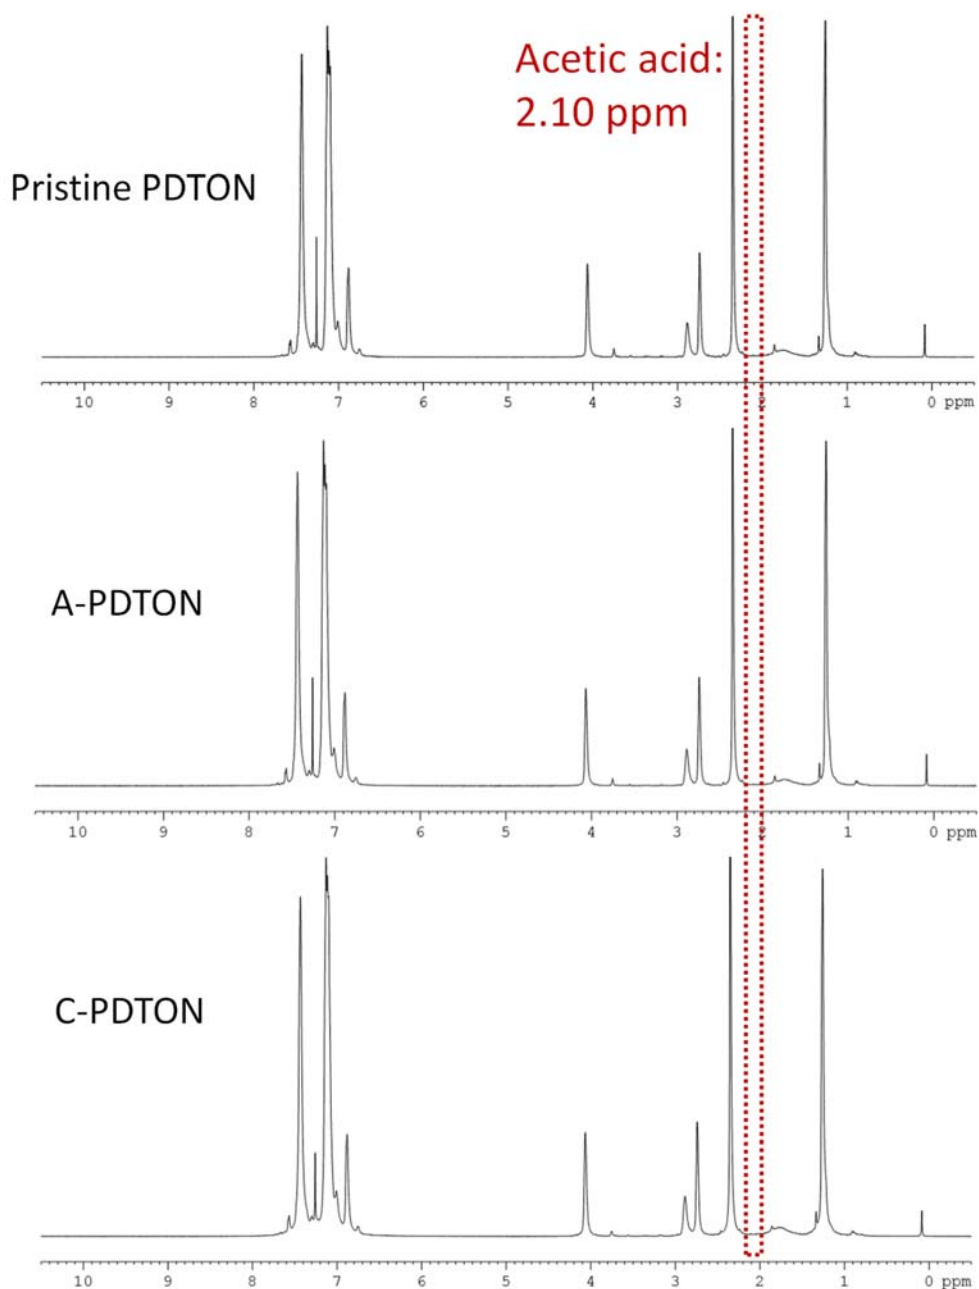 Acetic acid:
2.10 ppm
Pristine PDTON
10 9 8 7 6 5 4 3 2 1 0 ppm
A-PDTON
10 9 8 7 6 5 4 3 2 1 0 ppm
C-PDTON
10 9 8 7 6 5 4 3 2 1 0 ppm